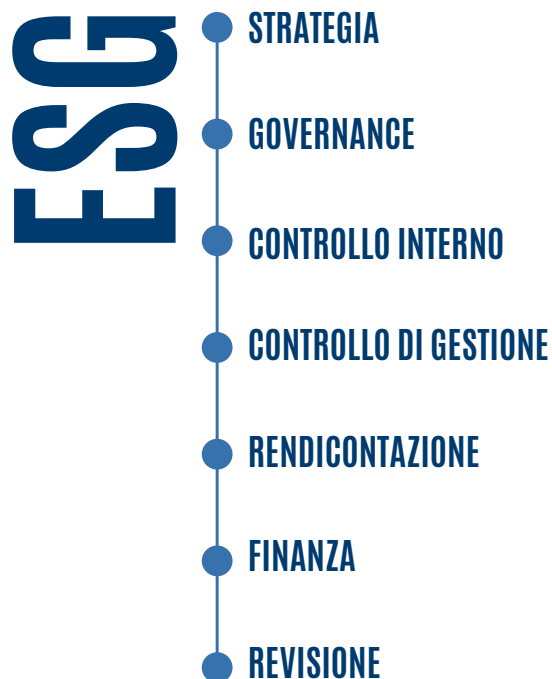 ESG
STRATEGIA
GOVERNANCE
CONTROLLO INTERNO
CONTROLLO DI GESTIONE
RENDICONTAZIONE
FINANZA
REVISIONE